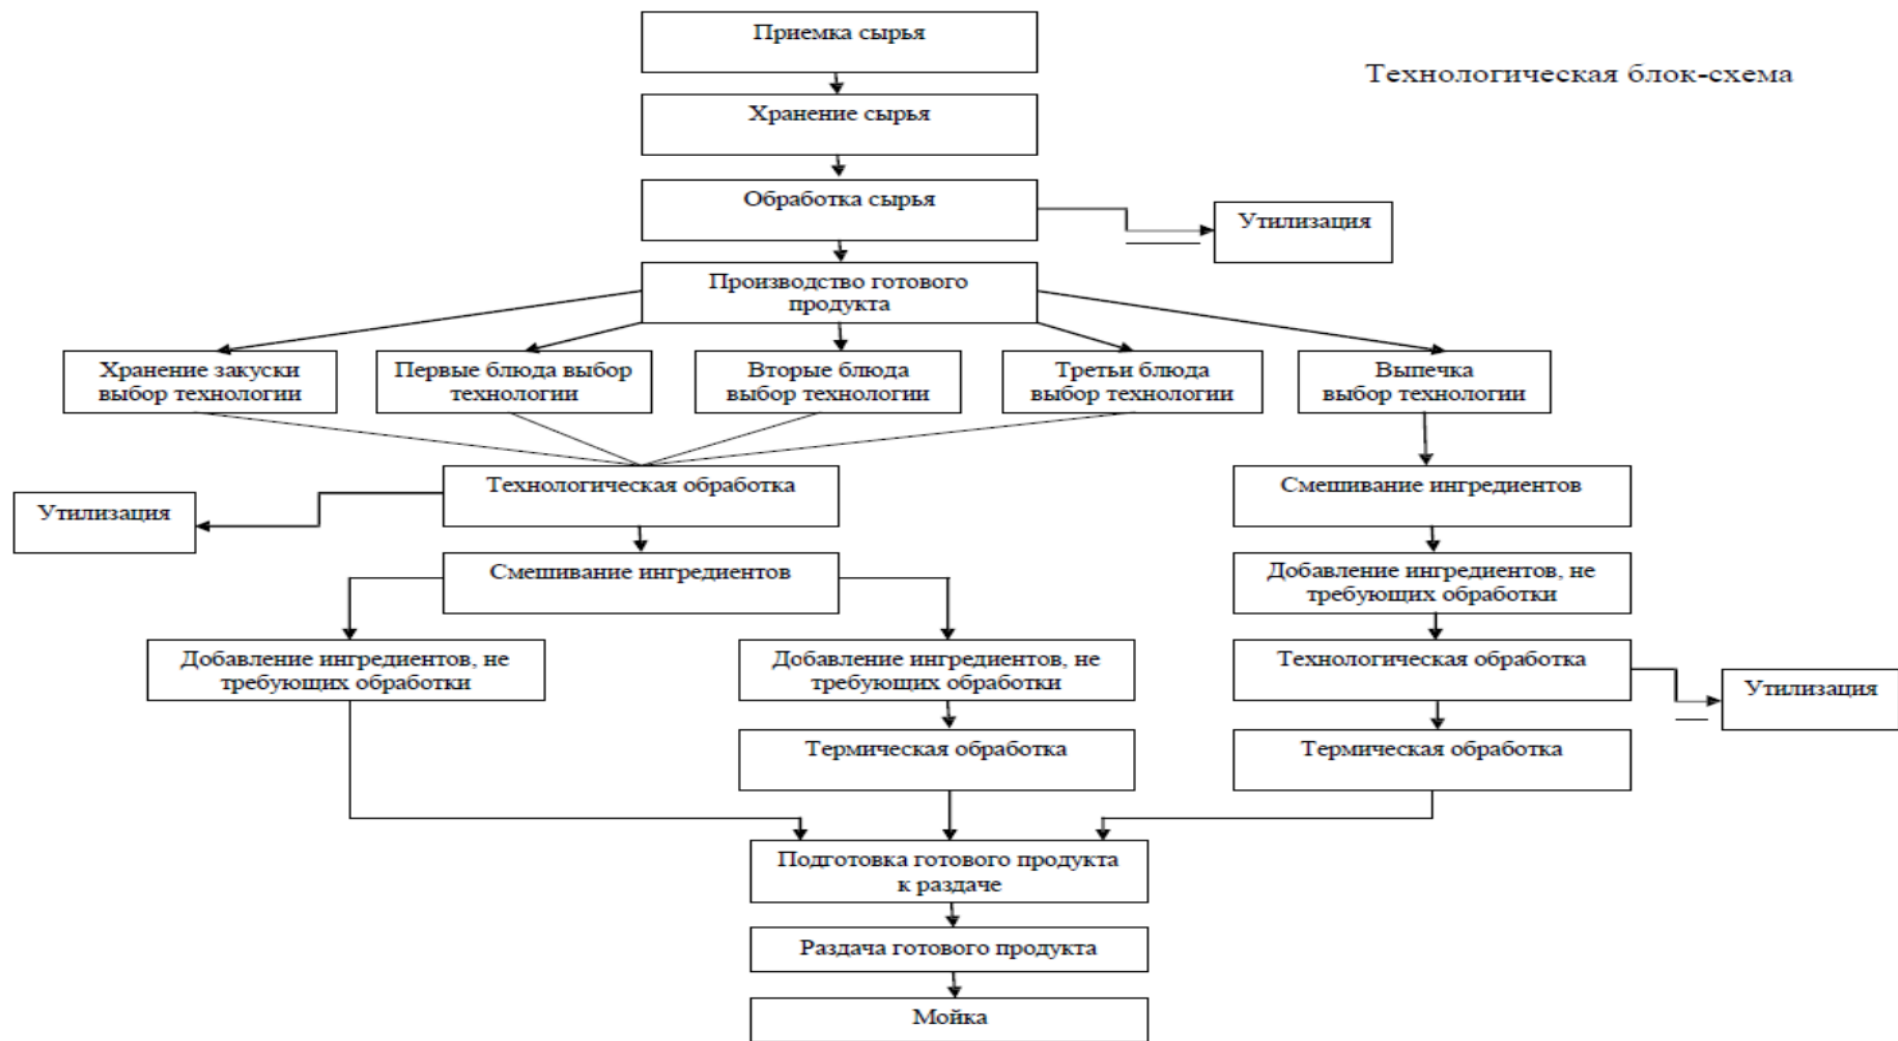 Приемка сырья
Технологическая блок-схема
Хранение сырья
Обработка сырья
Утилизация
Производство готового
продукта
Хранение закуски
выбор технологии
Первые блюда выбор
технологии
Вторые блюда
выбор технологии
Третьи блюда
выбор технологии
Выпечка
выбор технологии
Технологическая обработка
Смешивание ингредиентов
Утилизация
Смешивание ингредиентов
Добавление ингредиентов, не
требующих обработки
Добавление ингредиентов, не
требующих обработки
Добавление ингредиентов, не
требующих обработки
Технологическая обработка
Утилизация
Термическая обработка
Термическая обработка
Подготовка готового продукта
к раздаче
Раздача готового продукта
Мойка